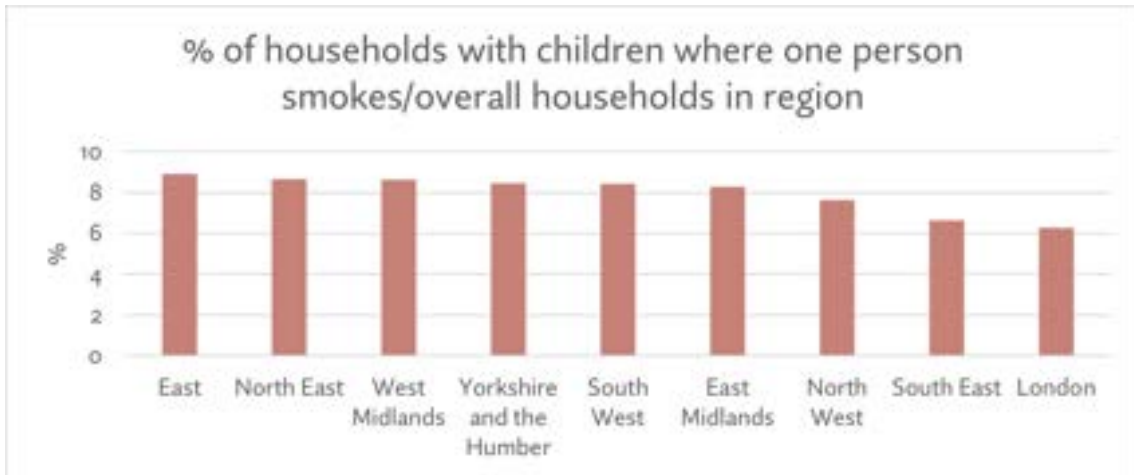 % of households with children where one person
smokes/overall households in region
10
8
6
4
2
0
%
East North East West Yorkshire South East North South East London
Midlands and the West Midlands West
Humber